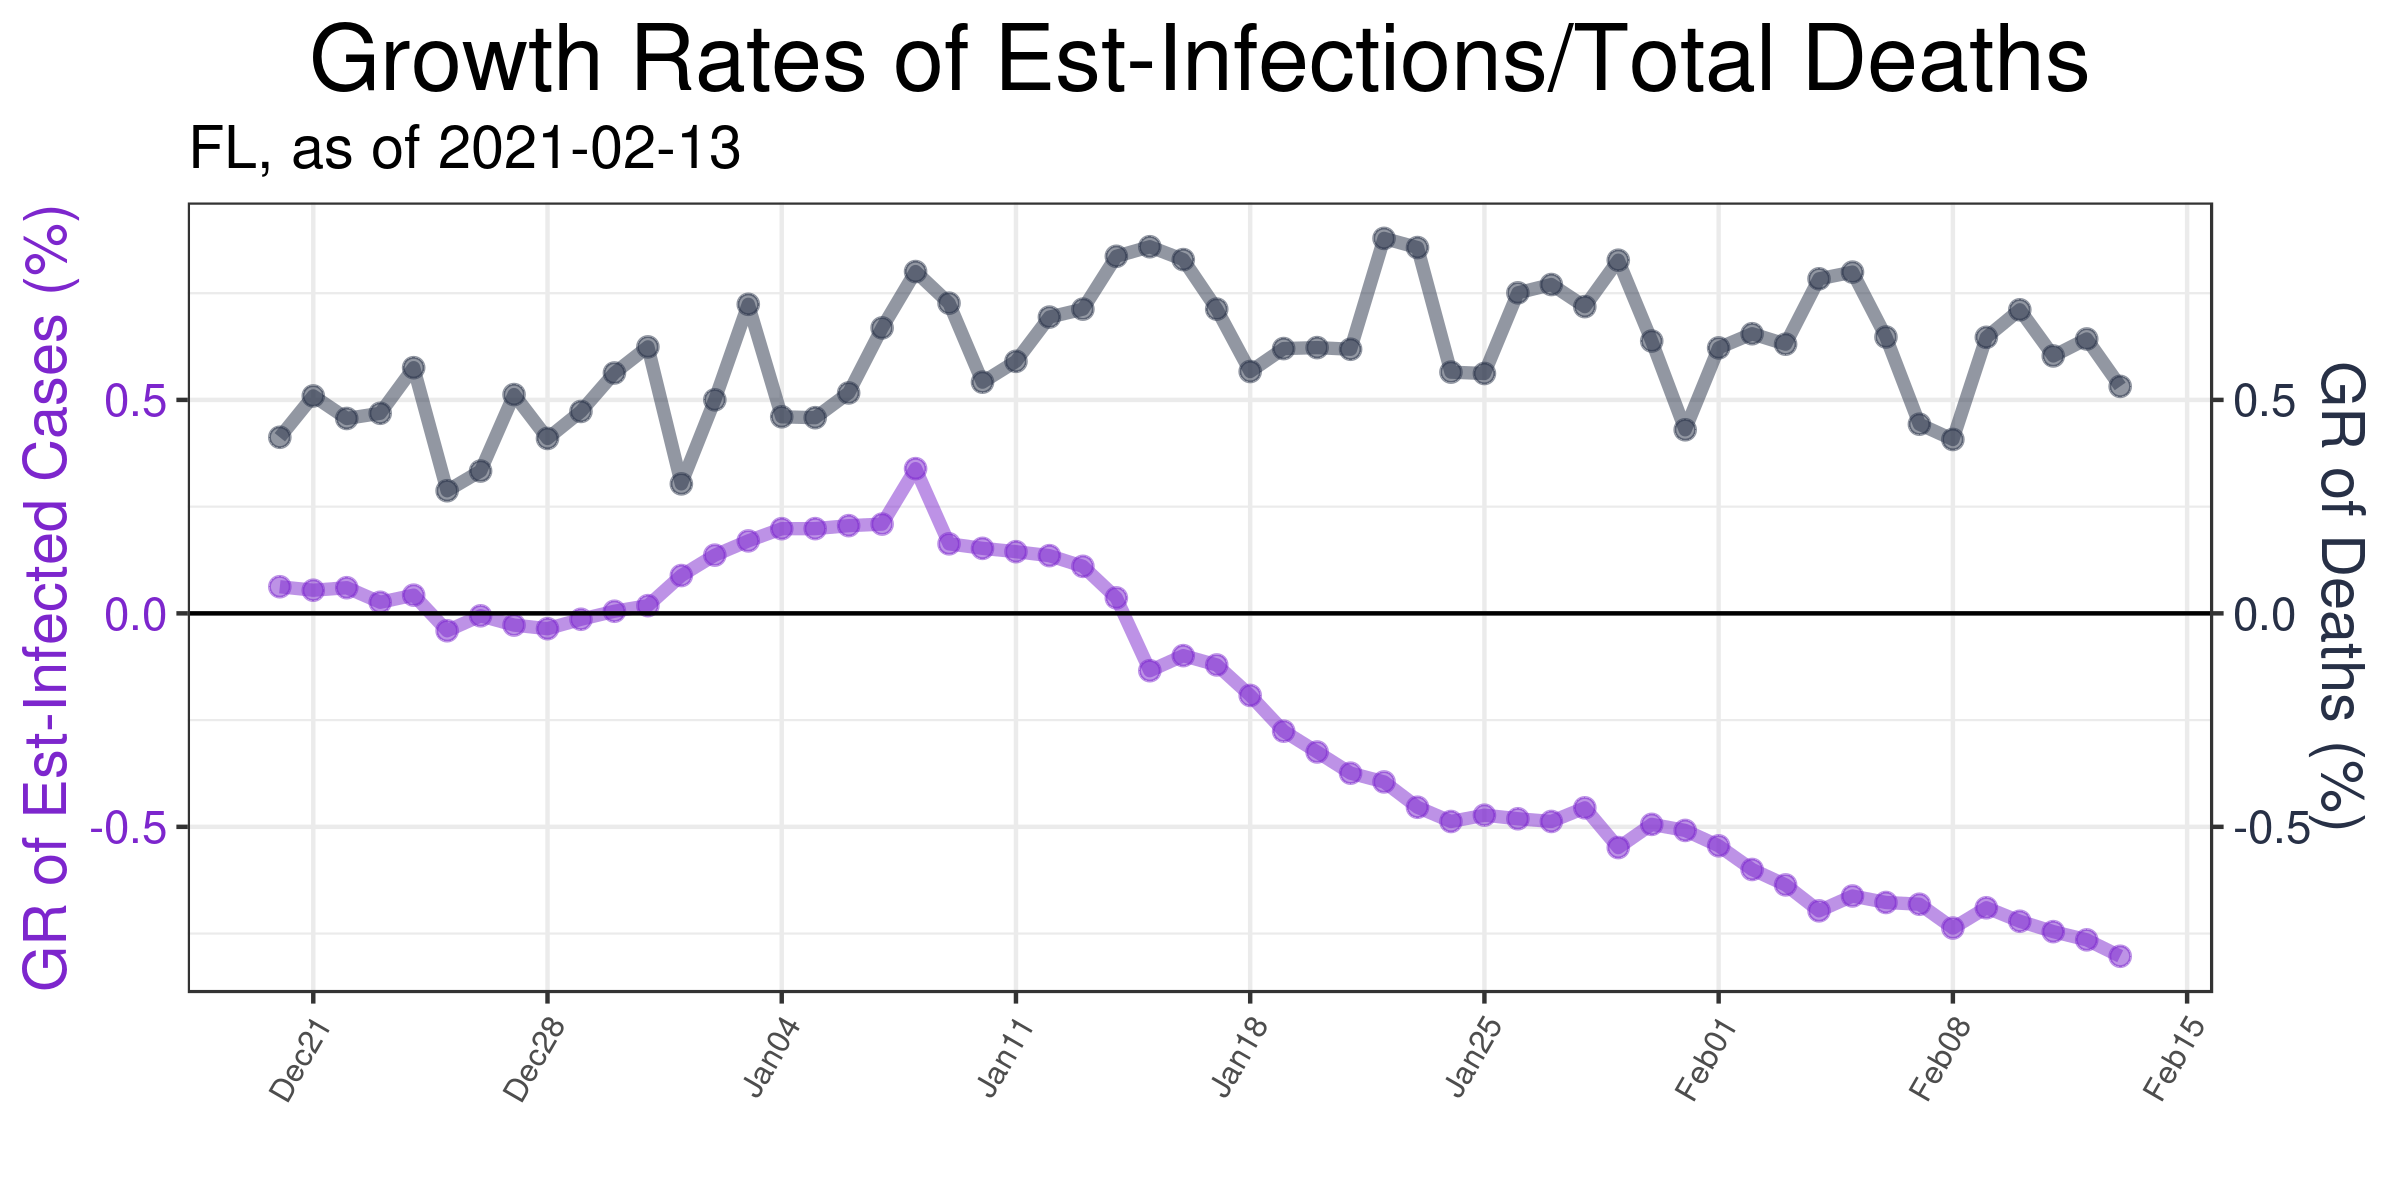 Growth Rates of Est-Infections/Total Deaths
FL, as of 2021-02-13
GR of Est-Infected Cases (%)
0.5
0.0
-0.5
0.5
0.0
-0.5
GR of Deaths (%)
Dec21
Dec28
Jan04
Jan11
Jan18
Jan25
Feb01
Feb08
Feb15